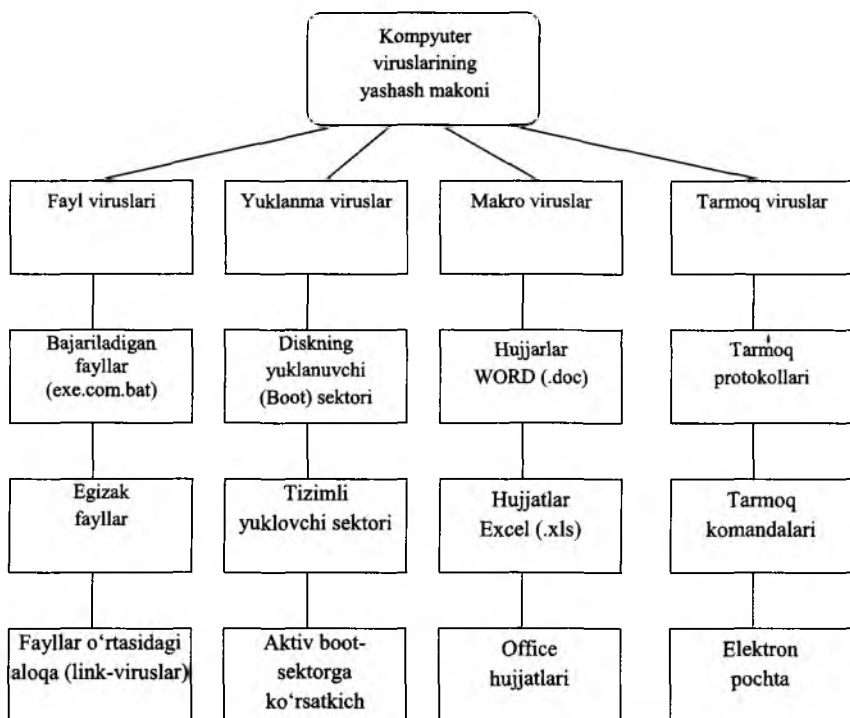 Kompyuter
viruslarining
yashash makoni
Fayl viruslari
Yuklanma viruslar
Makro viruslar
Tarmoq viruslar
Bajariladigan
fayllar
(exe.com.bat)
Diskning
yuklanuvchi
(Boot) sektori
Hujjarlar
WORD (.doc)
Tarmoq
protokollari
Egizak
fayllar
Tizimli
yuklovchi sektori
Hujjatlar
Excel (.xls)
Tarmoq
komandalari
Fayllar o‘rtasidagi
aloqa (link-viruslar)
Aktiv boot-
sektorga
ko‘rsatkich
Office
hujjatlari
Elektron
pochta